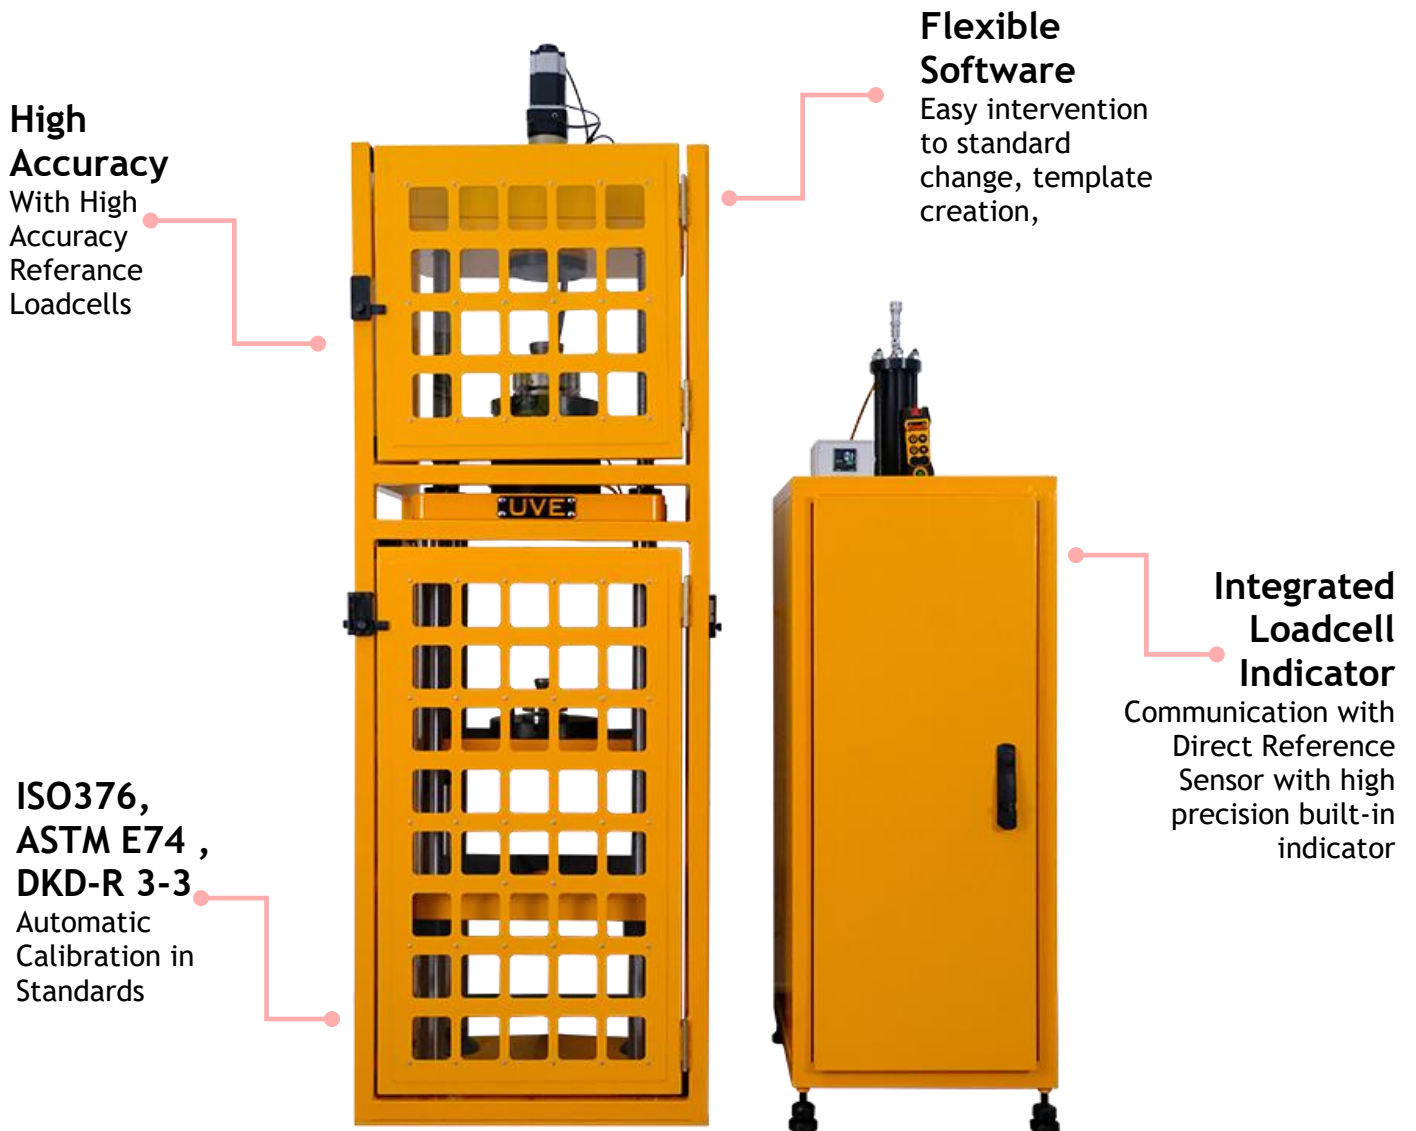 High
Accuracy
With High
Accuracy
Referance
Loadcells
Flexible
Software
Easy intervention
to standard
change, template
creation,
UVE
Integrated
Loadcell
Indicator
Communication with
Direct Reference
Sensor with high
precision built-in
indicator
ISO376,
ASTM E74 ,
DKD-R 3-3
Automatic
Calibration in
Standards